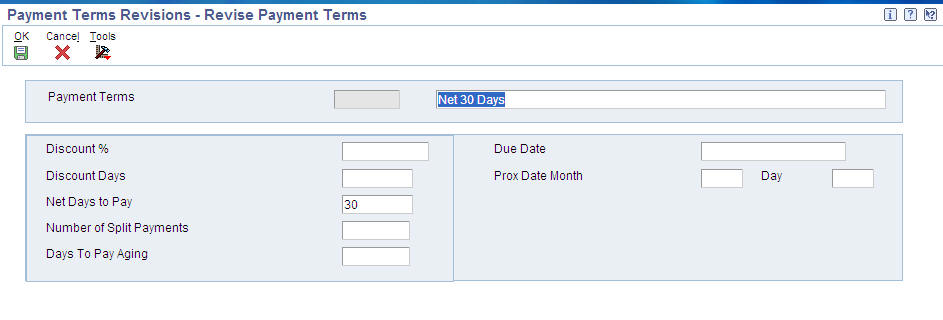 Payment Terms Revisions - Revise Payment Terms
OK Cancel Tools
Payment Terms Net 30 Days
Discount % Due Date
Discount Days Prox Date Month Day
Net Days to Pay 30
Number of Split Payments
Days To Pay Aging